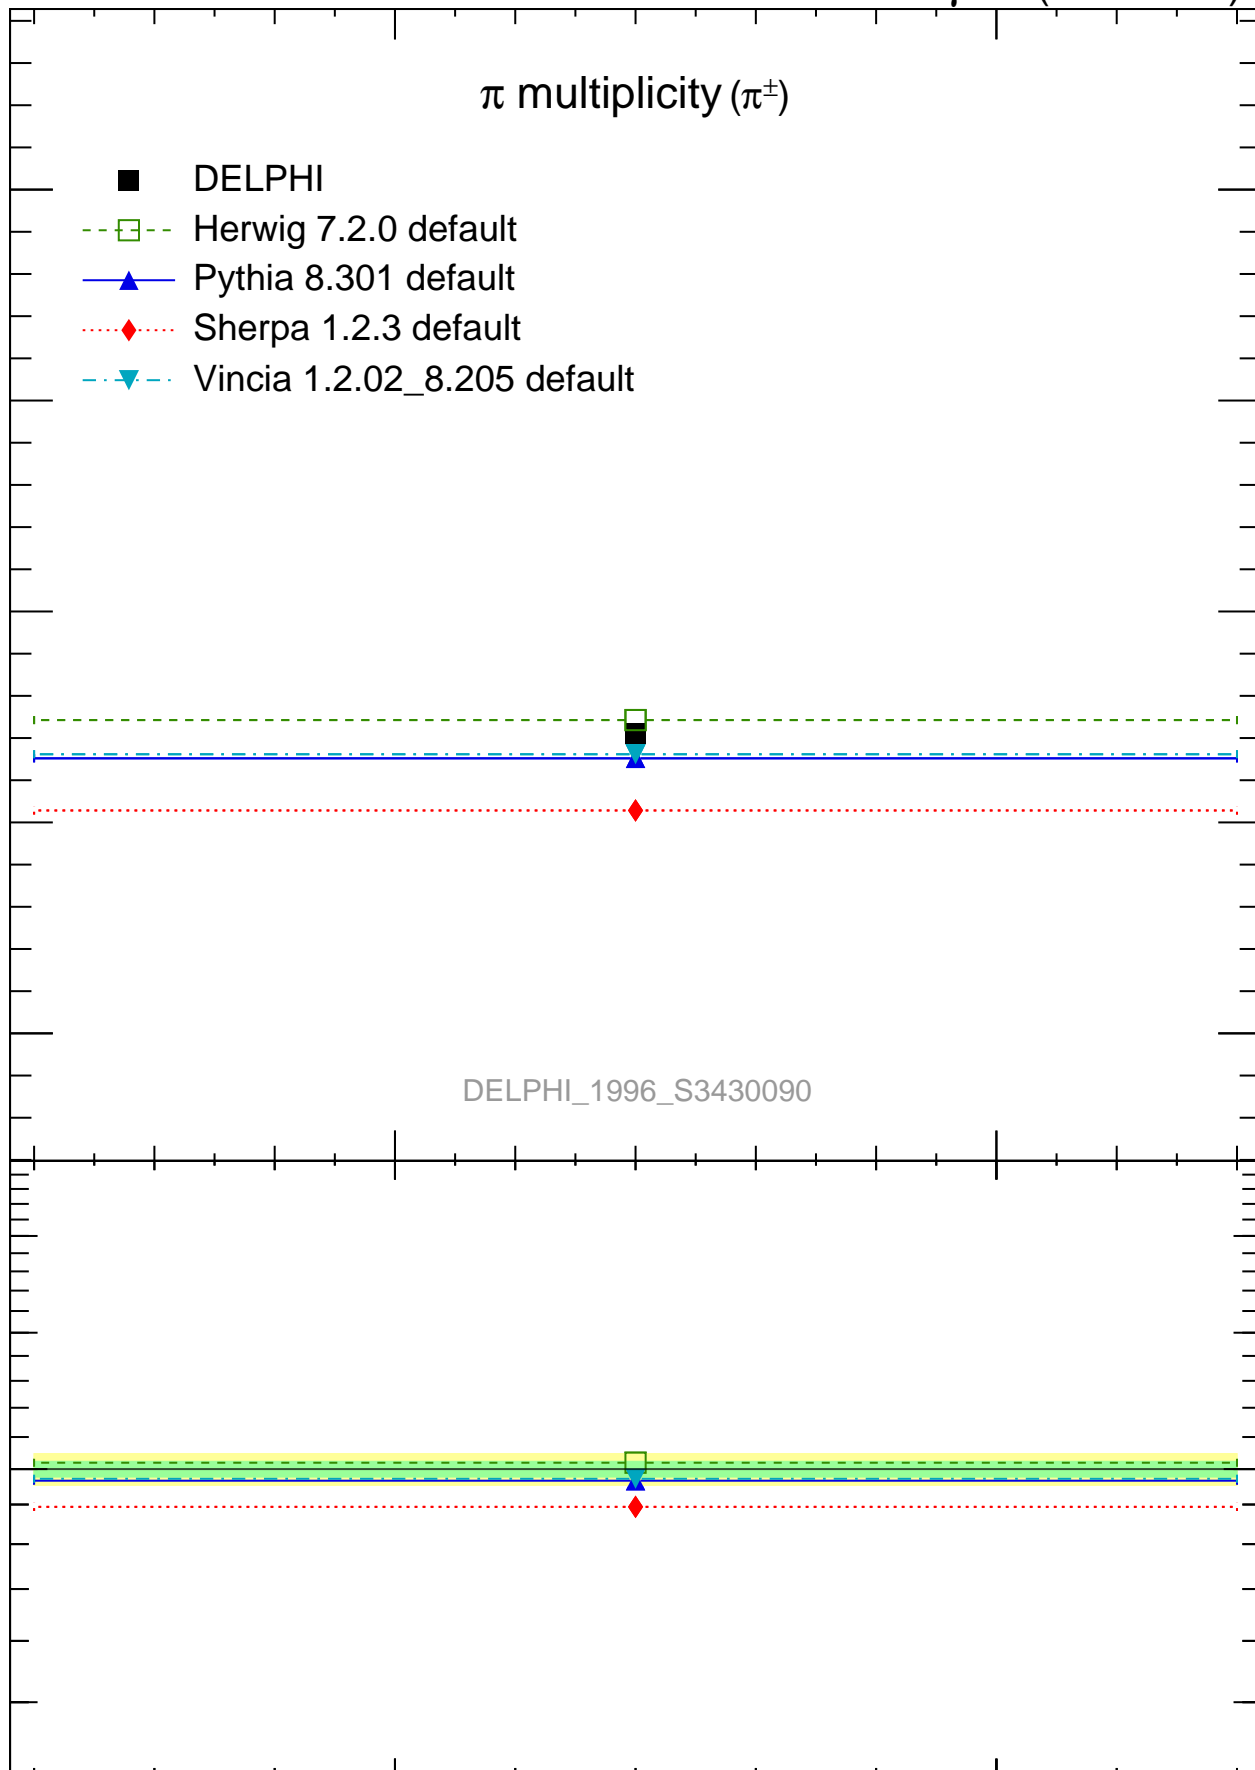 π multiplicity (π±)
DELPHI
Herwig 7.2.0 default
Pythia 8.301 default
Sherpa 1.2.3 default
Vincia 1.2.02_8.205 default
DELPHI_1996_S3430090